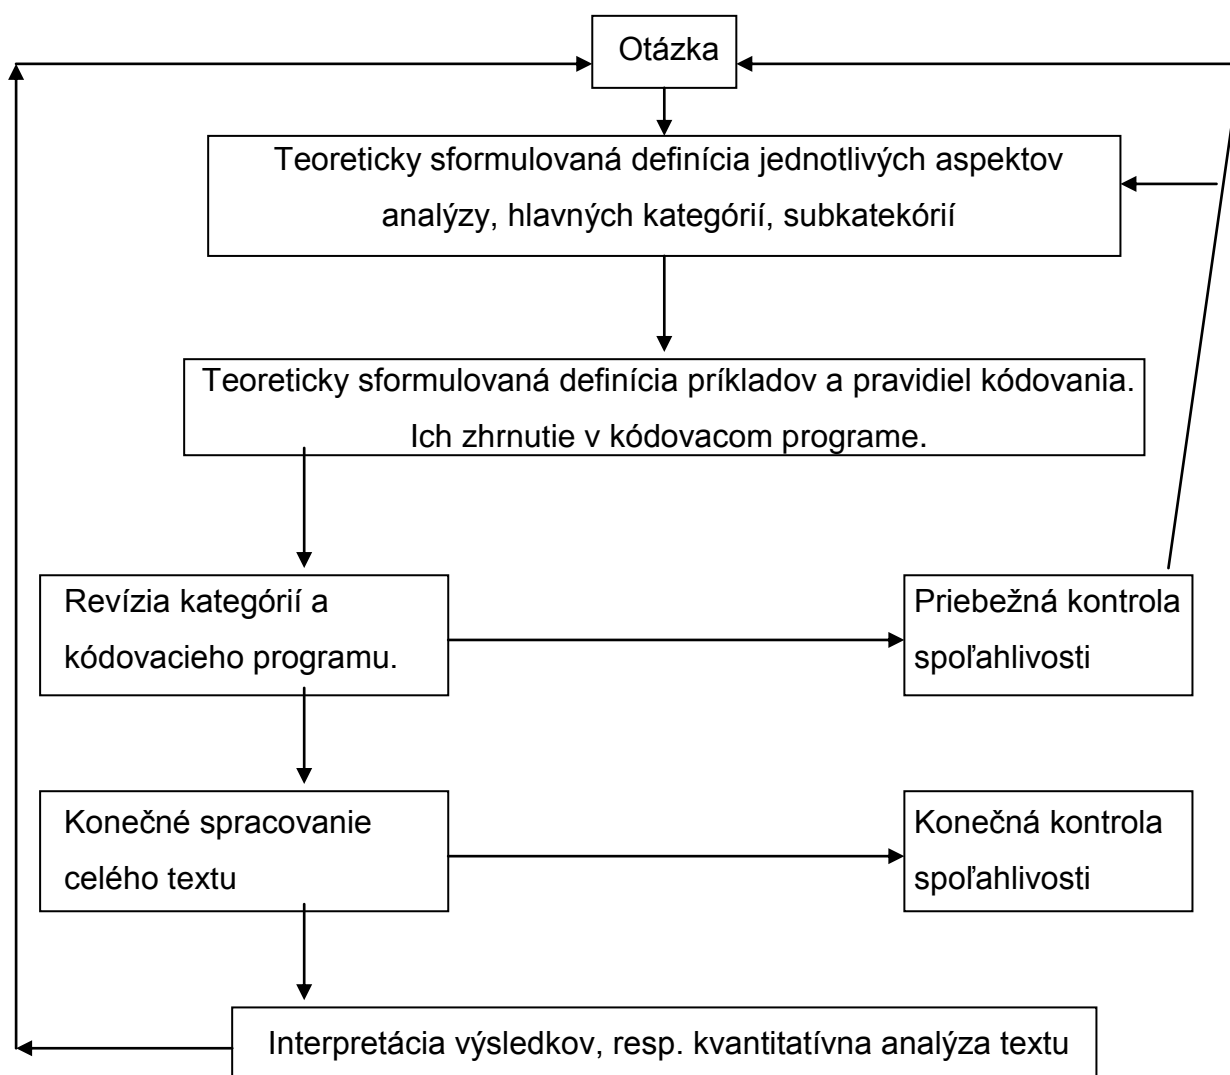 Otázka
Teoreticky sformulovaná definícia jednotlivých aspektov
analýzy, hlavných kategórií, subkatekórií
Teoreticky sformulovaná definícia príkladov a pravidiel kódovania.
Ich zhrnutie v kódovacom programe.
Revízia kategórií a
kódovacieho programu.
Priebežná kontrola
spoľahlivosti
Konečné spracovanie
celého textu
Konečná kontrola
spoľahlivosti
Interpretácia výsledkov, resp. kvantitatívna analýza textu